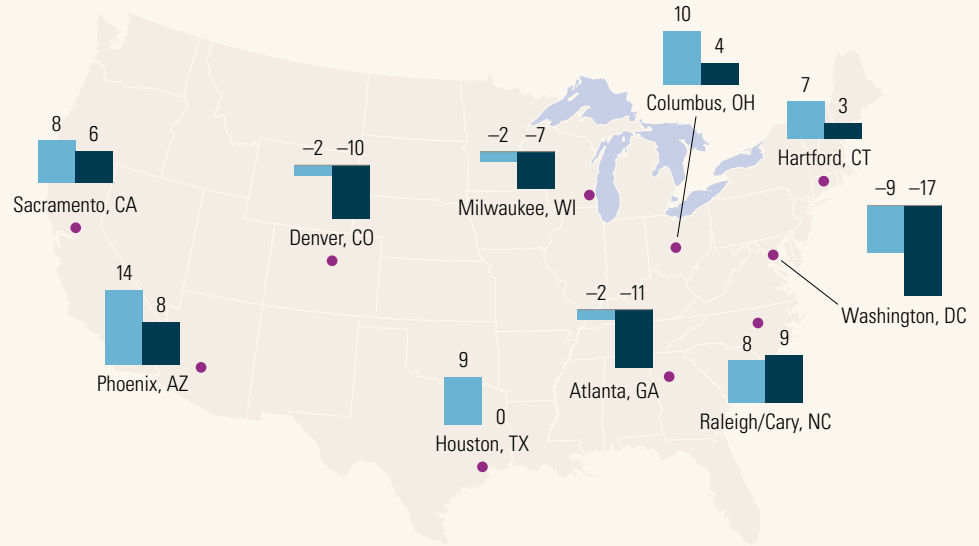 10 4
Columbus, OH
7 3
Hartford, CT
8 6
Sacramento, CA
–2 –10
Denver, CO
–2 –7
Milwaukee, WI
–9 –17
Washington, DC
14 8
Phoenix, AZ
9 0
Houston, TX
–2 –11
Atlanta, GA
8 9
Raleigh/Cary, NC